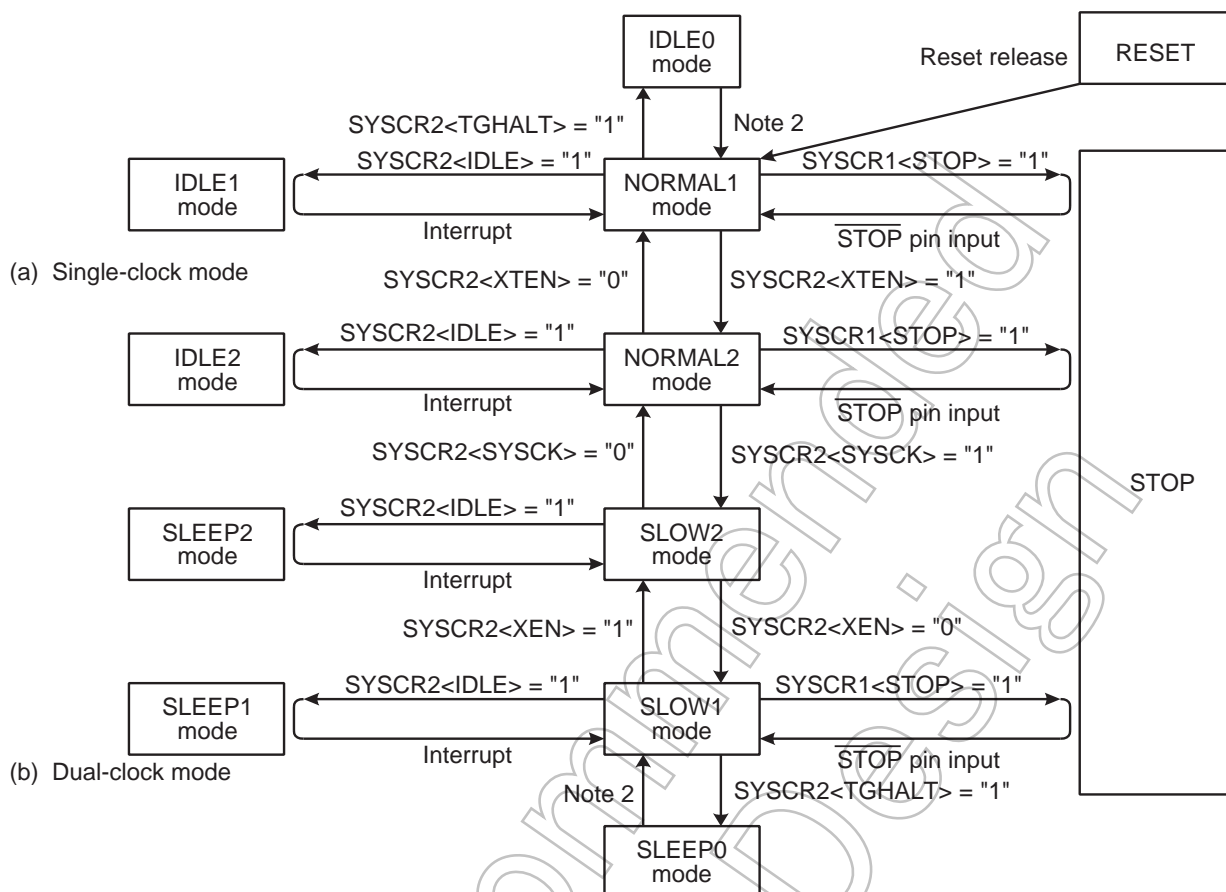 IDLE0
mode
Reset release
RESET
SYSCR2<TGHALT> = "1"
Note 2
SYSCR2<IDLE> = "1"
SYSCR1<STOP> = "1"
IDLE1
mode
NORMAL1
mode
Interrupt
STOP pin input
(a) Single-clock mode
SYSCR2<XTEN> = "0"
SYSCR2<XTEN> = "1"
SYSCR2<IDLE> = "1"
SYSCR1<STOP> = "1"
IDLE2
mode
NORMAL2
mode
Interrupt
STOP pin input
SYSCR2<SYSCK> = "0"
SYSCR2<SYSCK> = "1"
STOP
SYSCR2<IDLE> = "1"
SLEEP2
mode
SLOW2
mode
Interrupt
SYSCR2<XEN> = "1"
SYSCR2<XEN> = "0"
SYSCR2<IDLE> = "1"
SYSCR1<STOP> = "1"
SLEEP1
mode
SLOW1
mode
Interrupt
STOP pin input
(b) Dual-clock mode
Note 2
SYSCR2<TGHALT> = "1"
SLEEP0
mode
ommended
Design